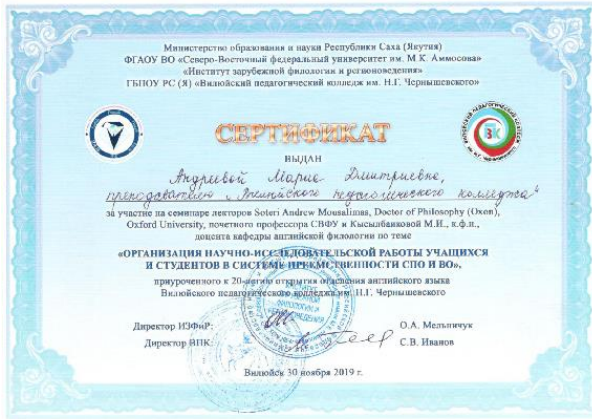 Министерство образования и науки Республики Саха (Якутия)
ФГАОУ ВО «Северо-Восточный федеральный университет им. М.К. Аммосова»
«Институт зарубежной филологии и регионоведения»
ГБПОУ РС (Я) «Вилюйский педагогический колледж им. Н.Г. Чернышевского»
СЕРТИФИКАТ
ВЫДАН
Андреевой Марие Дмитриевне,
преподавателю педагогического колледжа"
за участие на семинаре лекторов Soteri Andrew Mousalimas, Doctor of Philosophy (Oxon),
Oxford University, почетного профессора СВФУ и Кысылбаиковой М.И., к.ф.н.,
доцента кафедры английской филологии по теме
«ОРГАНИЗАЦИЯ НАУЧНО-ИССЛЕДОВАТЕЛЬСКОЙ РАБОТЫ УЧАЩИХСЯ
И СТУДЕНТОВ В СИСТЕМЕ ПРЕЕМСТВЕННОСТИ СПО И ВО»,
приуроченного к 20-летию открытия отделения английского языка
Вилюйского педагогического колледжа им. Н.Г. Чернышевского
Директор ИЗФиР: О.А. Мельничук
Директор ВПК: С.В. Иванов
Вилюйск 30 ноября 2019 г.